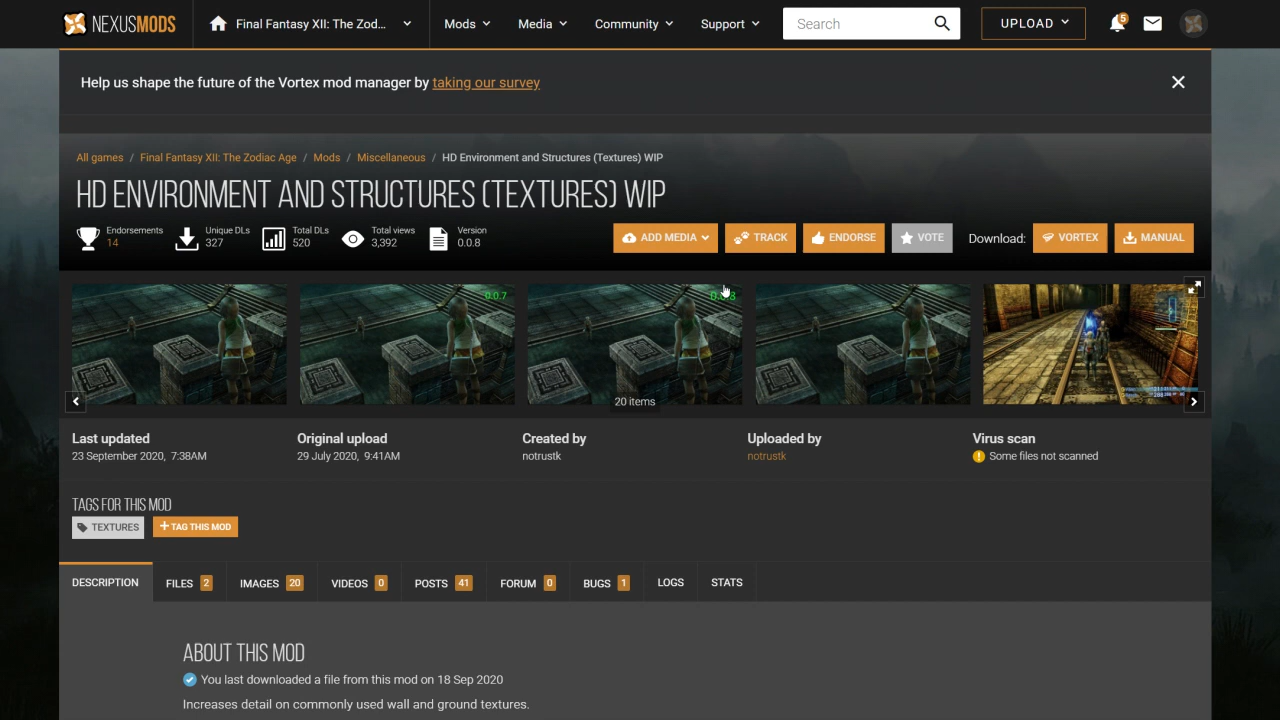 NEXUSMODS
Final Fantasy XII: The Zod...
Mods
Media
Community
Support
Search
UPLOAD
5
Help us shape the future of the Vortex mod manager by taking our survey
All games / Final Fantasy XII: The Zodiac Age / Mods / Miscellaneous / HD Environment and Structures (Textures) WIP
HD ENVIRONMENT AND STRUCTURES (TEXTURES) WIP
Endorsements
14
Unique DLs
327
Total DLs
520
Total views
3,392
Version
0.0.8
ADD MEDIA
TRACK
ENDORSE
VOTE
Download:
VORTEX
MANUAL
0.0.7
20 items
Last updated
23 September 2020, 7:38AM
Original upload
29 July 2020, 9:41AM
Created by
notrustk
Uploaded by
notrustk
Virus scan
Some files not scanned
TAGS FOR THIS MOD
TEXTURES
+ TAG THIS MOD
DESCRIPTION
FILES 2
IMAGES 20
VIDEOS 0
POSTS 41
FORUM 0
BUGS 1
LOGS
STATS
ABOUT THIS MOD
You last downloaded a file from this mod on 18 Sep 2020
Increases detail on commonly used wall and ground textures.